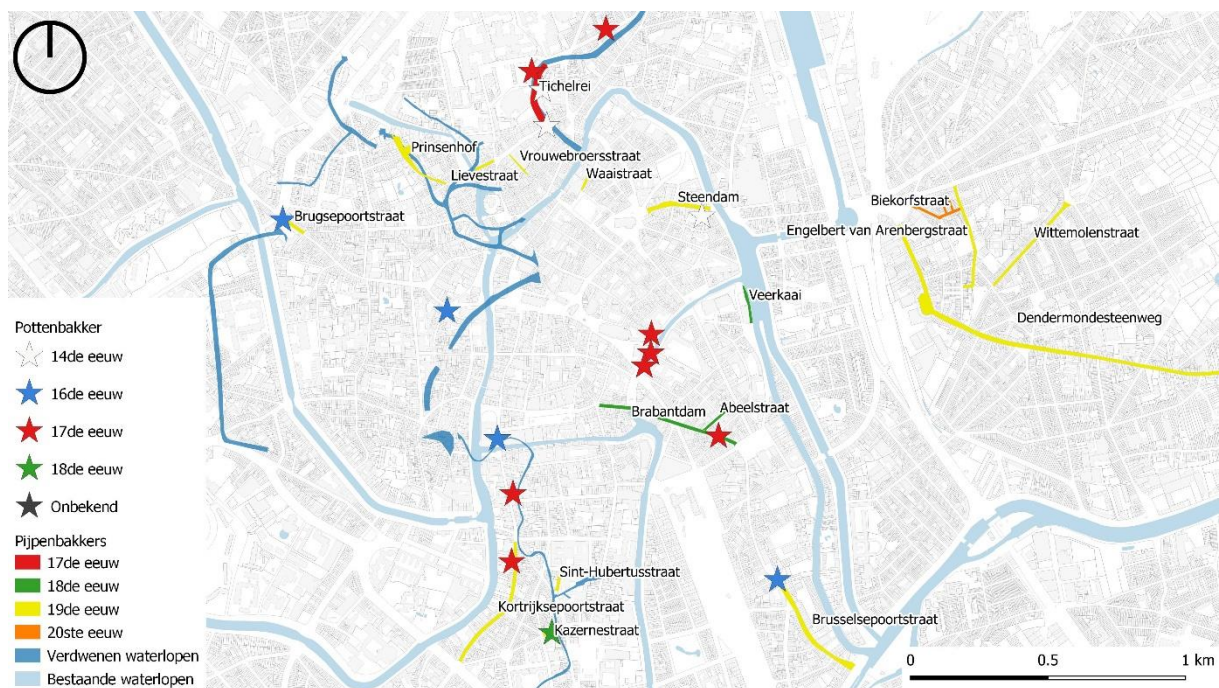 Tichelrei
Prinsenhof
Vrouwebroersstraat
Lievestraat
Waaistraat
Steendam
Biekorfstraat
Brugsepoortstraat
Engelbert van Arenbergstraat
Wittemolenstraat
Veerkaai
Dendermondsesteenweg
Brabantdam
Abeelstraat
Sint-Hubertusstraat
Kortrijksepoortstraat
Kazernestraat
Brusselsepoortstraat
Pottenbakker
14de eeuw
16de eeuw
17de eeuw
18de eeuw
Onbekend
Pijpenbakkers
17de eeuw
18de eeuw
19de eeuw
20ste eeuw
Verdwenen waterlopen
Bestaande waterlopen
0 0.5 1 km